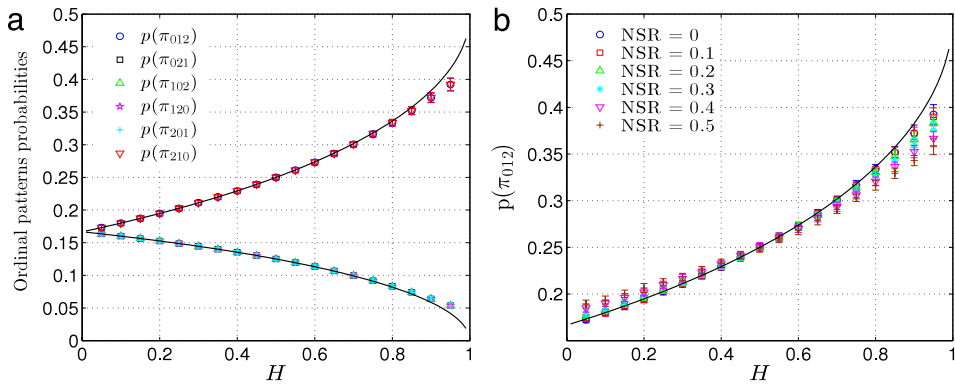 a
Ordinal patterns probabilities
0.5
0.45
0.4
0.35
0.3
0.25
0.2
0.15
0.1
0.05
0
p(π012)
p(π021)
p(π102)
p(π120)
p(π201)
p(π210)
0 0.2 0.4 0.6 0.8 1
H
b
p(π012)
0.5
0.45
0.4
0.35
0.3
0.25
0.2
NSR = 0
NSR = 0.1
NSR = 0.2
NSR = 0.3
NSR = 0.4
NSR = 0.5
0 0.2 0.4 0.6 0.8 1
H